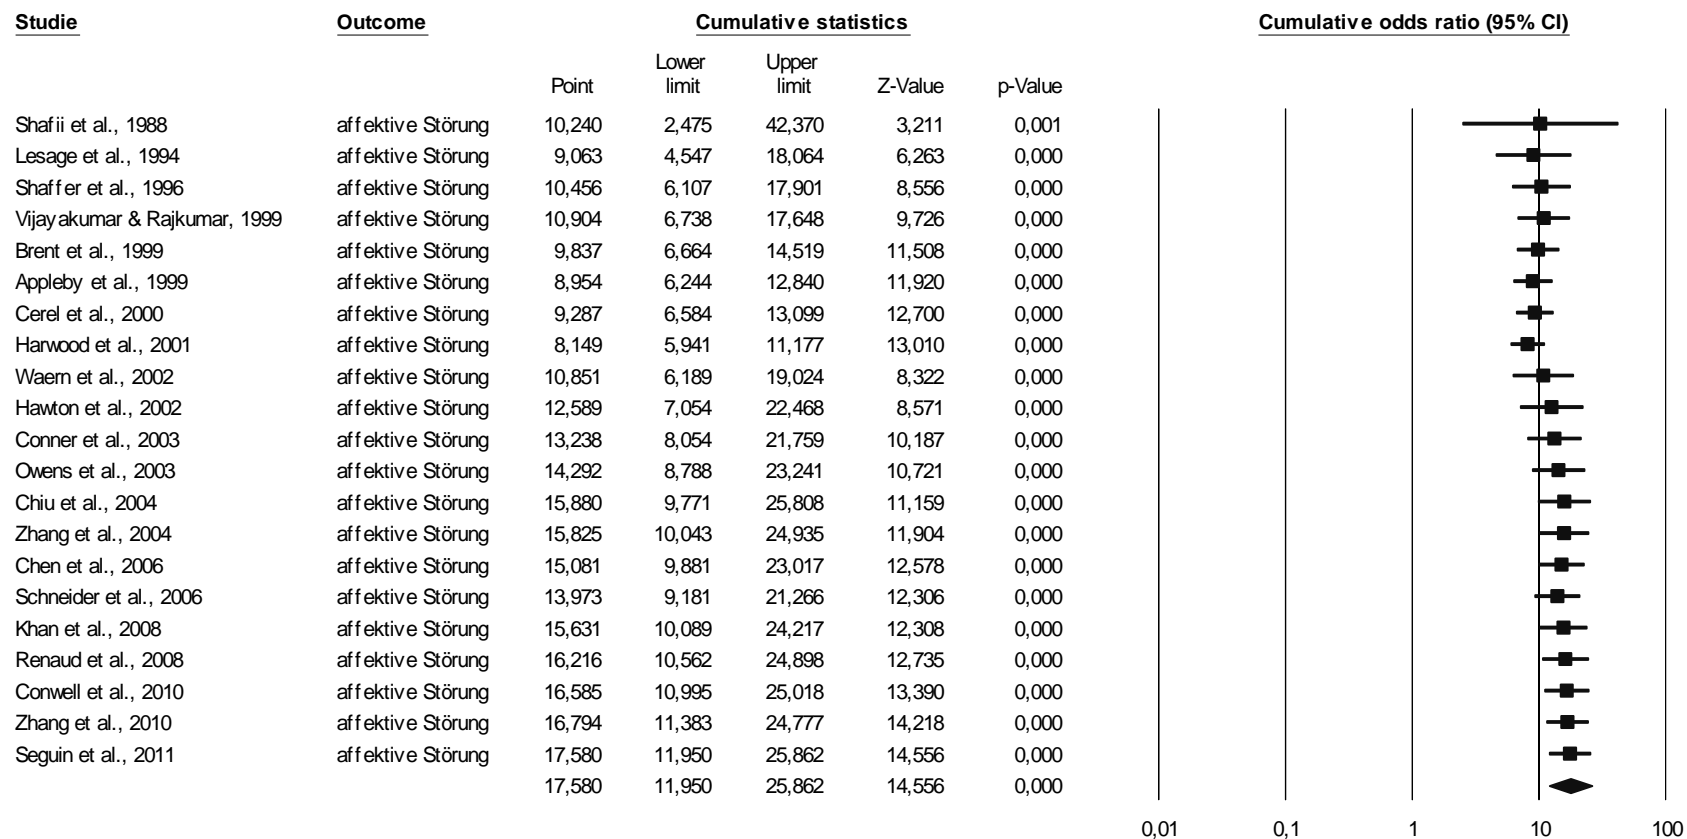 Studie Outcome Cumulative statistics Cumulative odds ratio (95% CI)
Lower Upper
Point limit limit Z-Value p-Value
Shafii et al., 1988 affektive Störung 10,240 2,475 42,370 3,211 0,001
Lesage et al., 1994 affektive Störung 9,063 4,547 18,064 6,263 0,000
Shaffer et al., 1996 affektive Störung 10,456 6,107 17,901 8,556 0,000
Vijayakumar & Rajkumar, 1999 affektive Störung 10,904 6,738 17,648 9,726 0,000
Brent et al., 1999 affektive Störung 9,837 6,664 14,519 11,508 0,000
Appleby et al., 1999 affektive Störung 8,954 6,244 12,840 11,920 0,000
Cerel et al., 2000 affektive Störung 9,287 6,584 13,099 12,700 0,000
Harwood et al., 2001 affektive Störung 8,149 5,941 11,177 13,010 0,000
Waern et al., 2002 affektive Störung 10,851 6,189 19,024 8,322 0,000
Hawton et al., 2002 affektive Störung 12,589 7,054 22,468 8,571 0,000
Conner et al., 2003 affektive Störung 13,238 8,054 21,759 10,187 0,000
Owens et al., 2003 affektive Störung 14,292 8,788 23,241 10,721 0,000
Chiu et al., 2004 affektive Störung 15,880 9,771 25,808 11,159 0,000
Zhang et al., 2004 affektive Störung 15,825 10,043 24,935 11,904 0,000
Chen et al., 2006 affektive Störung 15,081 9,881 23,017 12,578 0,000
Schneider et al., 2006 affektive Störung 13,973 9,181 21,266 12,306 0,000
Khan et al., 2008 affektive Störung 15,631 10,089 24,217 12,308 0,000
Renaud et al., 2008 affektive Störung 16,216 10,562 24,898 12,735 0,000
Conwell et al., 2010 affektive Störung 16,585 10,995 25,018 13,390 0,000
Zhang et al., 2010 affektive Störung 16,794 11,383 24,777 14,218 0,000
Seguin et al., 2011 affektive Störung 17,580 11,950 25,862 14,556 0,000
17,580 11,950 25,862 14,556 0,000
0,01 0,1 1 10 100